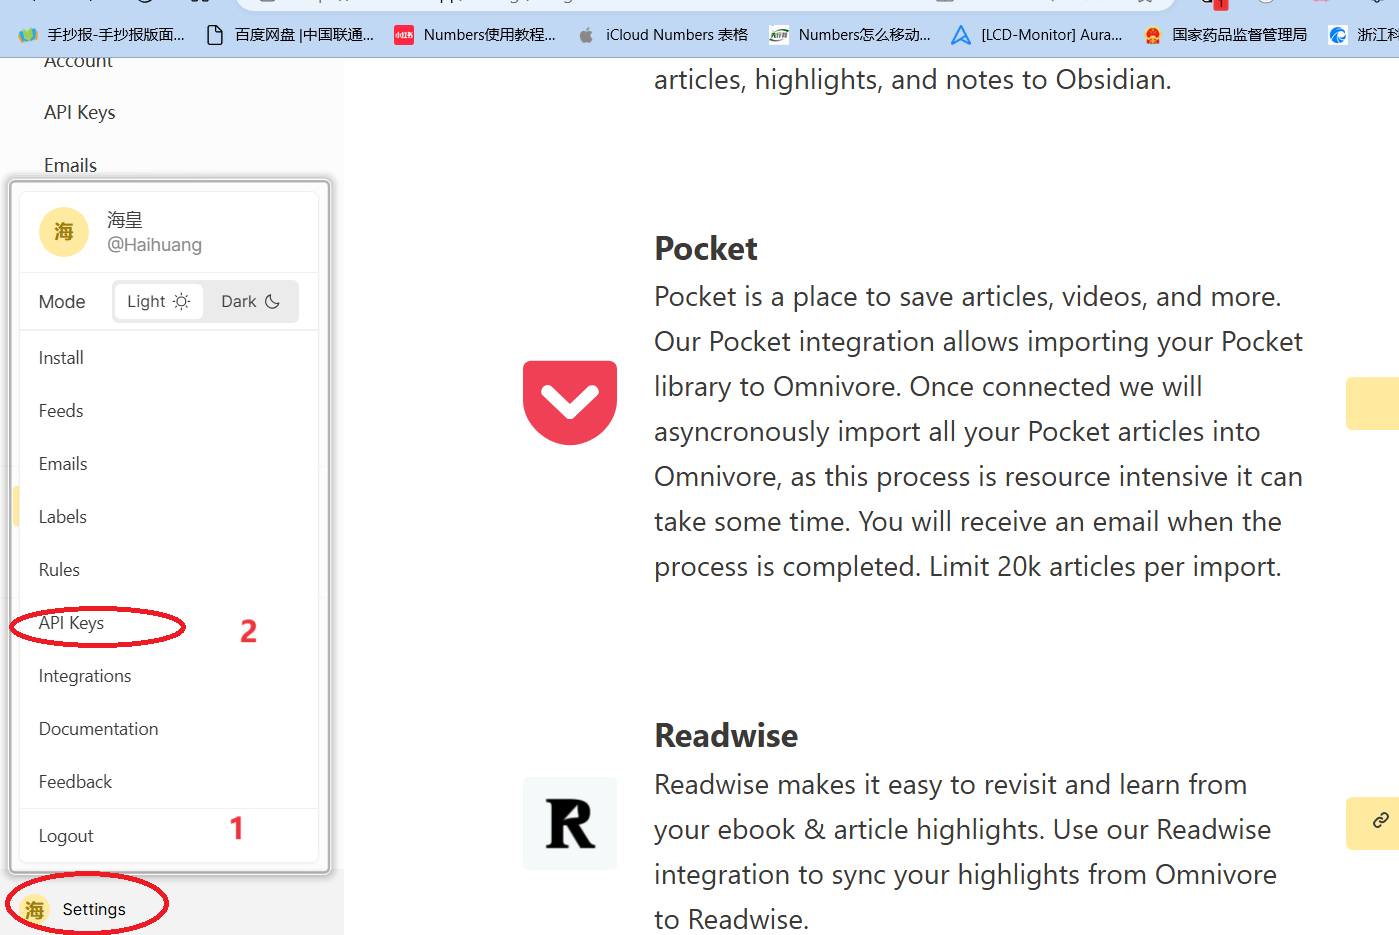 手抄报-手抄报版面...
百度网盘 |中国联通...
小红书
Numbers使用教程...
iCloud Numbers 表格
Numbers怎么移动...
[LCD-Monitor] Aura...
国家药品监督管理局
浙江科
Account
API Keys
Emails
海
海皇
@Haihuang
Mode
Light
Dark
Install
Feeds
Emails
Labels
Rules
API Keys
2
Integrations
Documentation
Feedback
Logout
1
海
Settings
articles, highlights, and notes to Obsidian.
Pocket
Pocket is a place to save articles, videos, and more.
Our Pocket integration allows importing your Pocket
library to Omnivore. Once connected we will
asyncronously import all your Pocket articles into
Omnivore, as this process is resource intensive it can
take some time. You will receive an email when the
process is completed. Limit 20k articles per import.
R
Readwise
Readwise makes it easy to revisit and learn from
your ebook & article highlights. Use our Readwise
integration to sync your highlights from Omnivore
to Readwise.